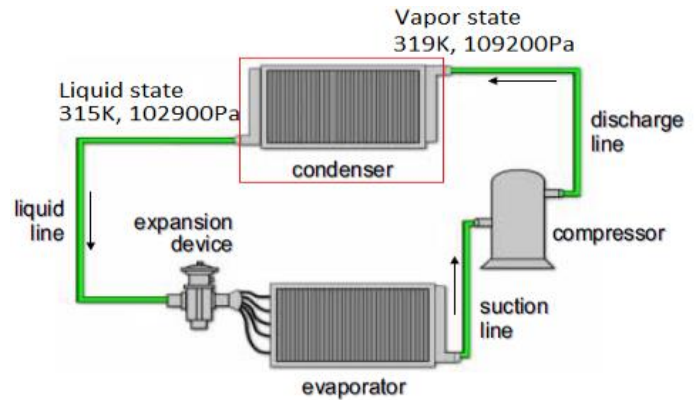 Vapor state
319K, 109200Pa
Liquid state
315K, 102900Pa
discharge
line
condenser
liquid
line
expansion
device
compressor
suction
line
evaporator